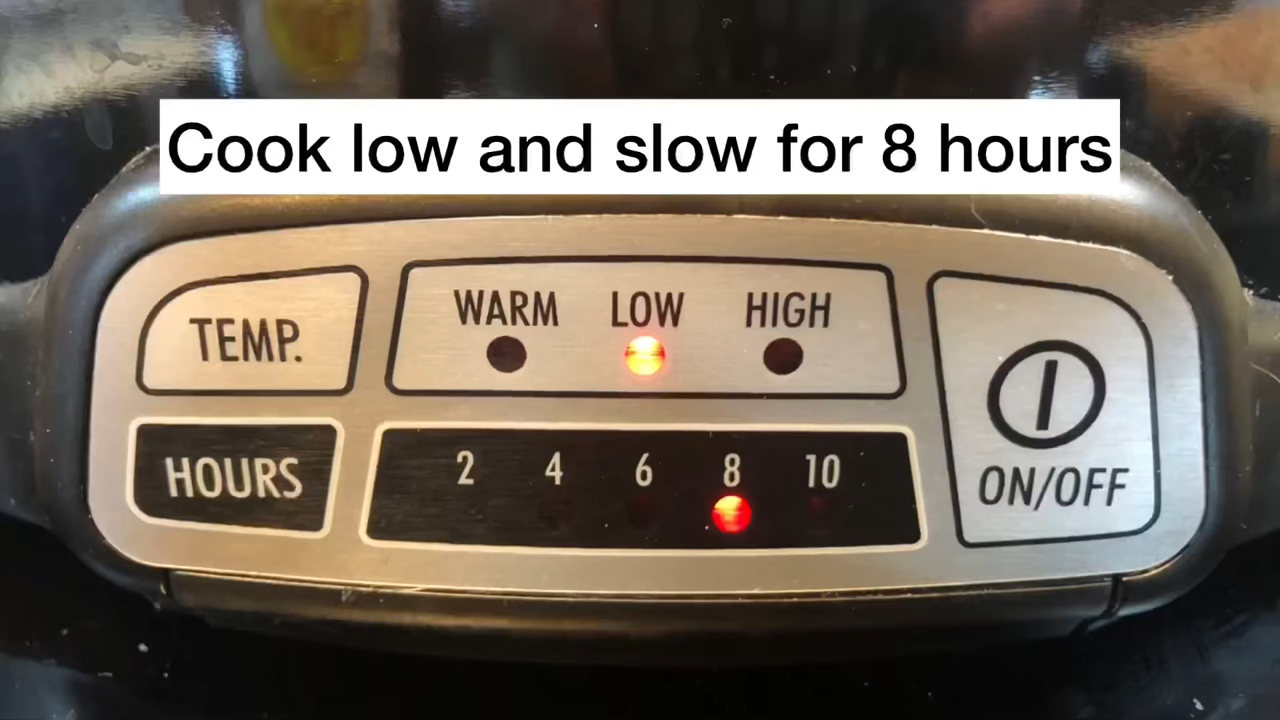 Cook low and slow for 8 hours
TEMP.
WARM LOW HIGH
HOURS
2 4 6 8 10
ON/OFF